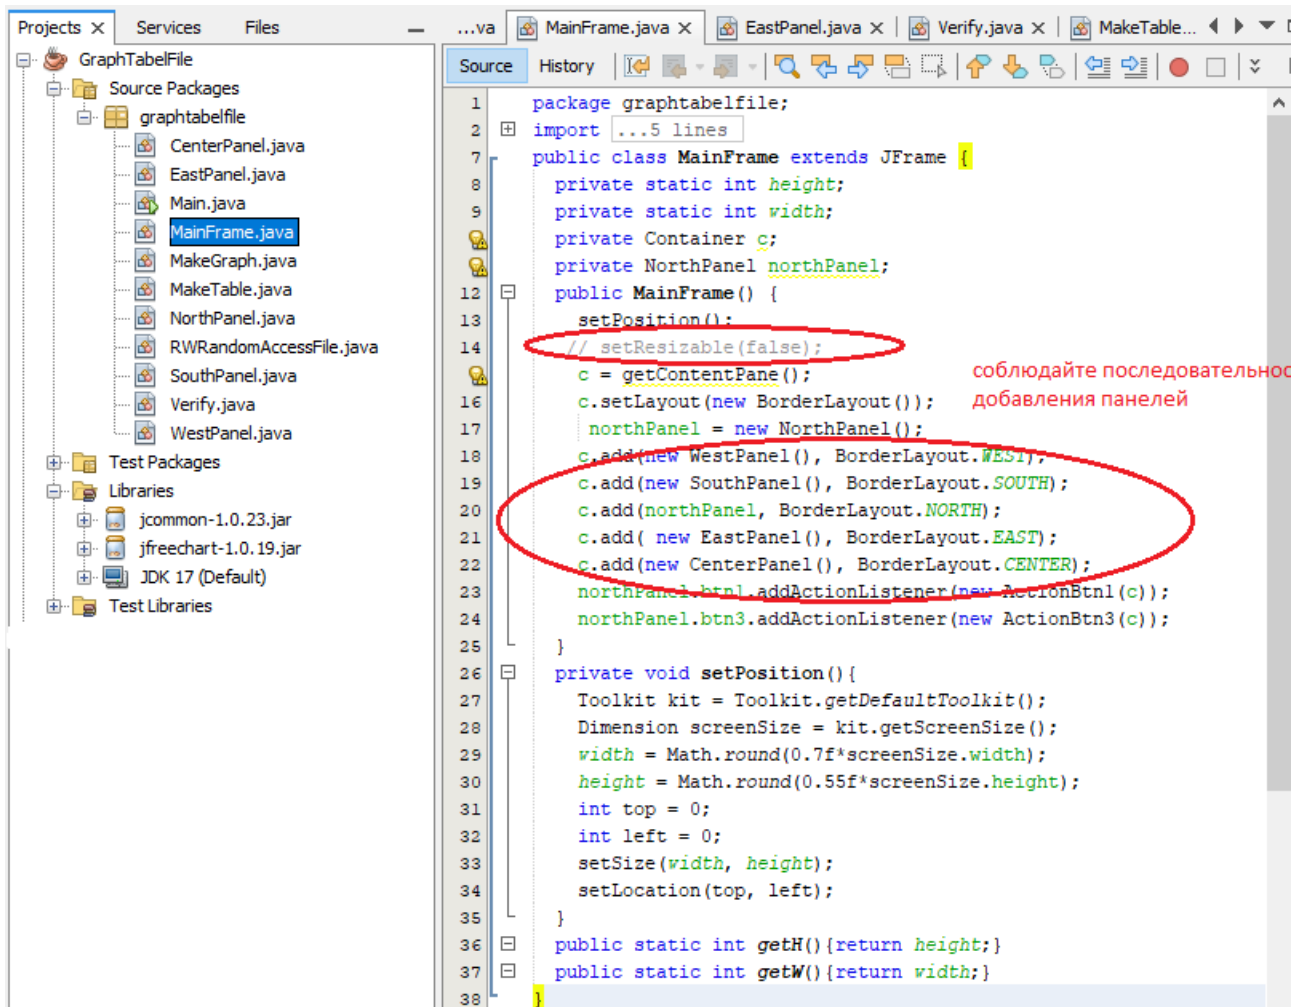 Projects Services Files
GraphTabelFile
Source Packages
graphtabelfile
CenterPanel.java
EastPanel.java
Main.java
MainFrame.java
MakeGraph.java
MakeTable.java
NorthPanel.java
RWRandomAccessFile.java
SouthPanel.java
Verify.java
WestPanel.java
Test Packages
Libraries
jcommon-1.0.23.jar
jfreechart-1.0.19.jar
JDK 17 (Default)
Test Libraries
...va MainFrame.java EastPanel.java Verify.java MakeTable...
Source History
1 package graphtabelfile;
2 import ...5 lines
7 public class MainFrame extends JFrame {
8 private static int height;
9 private static int width;
private Container c;
private NorthPanel northPanel;
12 public MainFrame() {
13 setPosition();
14 // setResizable(false);
c = getContentPane();
16 c.setLayout(new BorderLayout());
17 northPanel = new NorthPanel();
18 c.add(new WestPanel(), BorderLayout.WEST);
19 c.add(new SouthPanel(), BorderLayout.SOUTH);
20 c.add(northPanel, BorderLayout.NORTH);
21 c.add( new EastPanel(), BorderLayout.EAST);
22 c.add(new CenterPanel(), BorderLayout.CENTER);
23 northPanel.btn1.addActionListener(new ActionBtn1(c));
24 northPanel.btn3.addActionListener(new ActionBtn3(c));
25 }
26 private void setPosition(){
27 Toolkit kit = Toolkit.getDefaultToolkit();
28 Dimension screenSize = kit.getScreenSize();
29 width = Math.round(0.7f*screenSize.width);
30 height = Math.round(0.55f*screenSize.height);
31 int top = 0;
32 int left = 0;
33 setSize(width, height);
34 setLocation(top, left);
35 }
36 public static int getH(){return height;}
37 public static int getW(){return width;}
38 }
соблюдайте последовательнос
добавления панелей